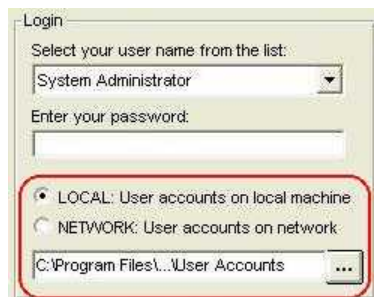 Login
Select your user name from the list:
System Administrator
Enter your password:
LOCAL: User accounts on local machine
NETWORK: User accounts on network
C:\Program Files\...\User Accounts
...